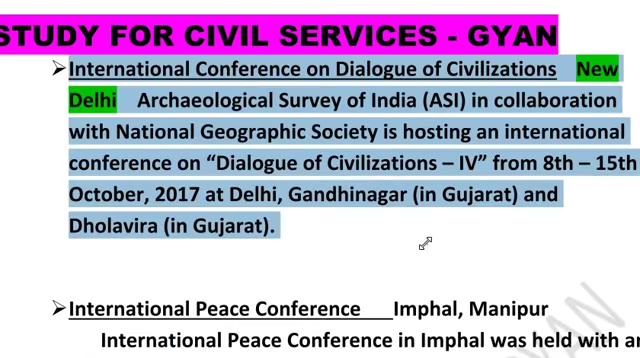 STUDY FOR CIVIL SERVICES - GYAN
➢ International Conference on Dialogue of Civilizations New
Delhi Archaeological Survey of India (ASI) in collaboration
with National Geographic Society is hosting an international
conference on “Dialogue of Civilizations – IV” from 8th – 15th
October, 2017 at Delhi, Gandhinagar (in Gujarat) and
Dholavira (in Gujarat).
➢ International Peace Conference Imphal, Manipur
International Peace Conference in Imphal was held with